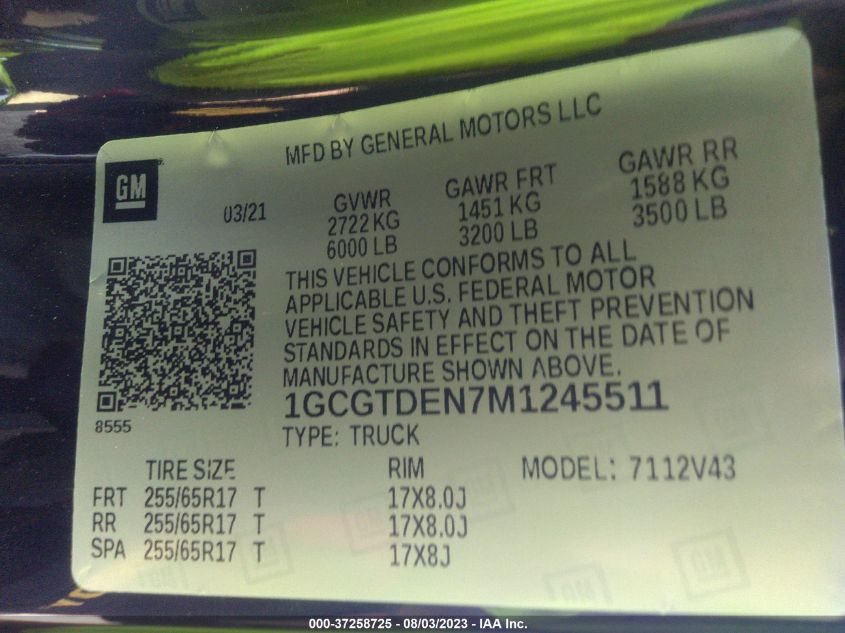 MFD BY GENERAL MOTORS LLC
GM
03/21
GVWR GAWR FRT GAWR RR
2722 KG 1451 KG 1588 KG
6000 LB 3200 LB 3500 LB
THIS VEHICLE CONFORMS TO ALL
APPLICABLE U.S. FEDERAL MOTOR
VEHICLE SAFETY AND THEFT PREVENTION
STANDARDS IN EFFECT ON THE DATE OF
MANUFACTURE SHOWN ABOVE.
1GCGTDEN7M1245511
8555
TYPE: TRUCK
TIRE SIZE RIM MODEL: 7112V43
FRT 255/65R17 T 17X8.0J
RR 255/65R17 T 17X8.0J
SPA 255/65R17 T 17X8J
GM GM GM
000-37258725 - 08/03/2023 - IAA Inc.